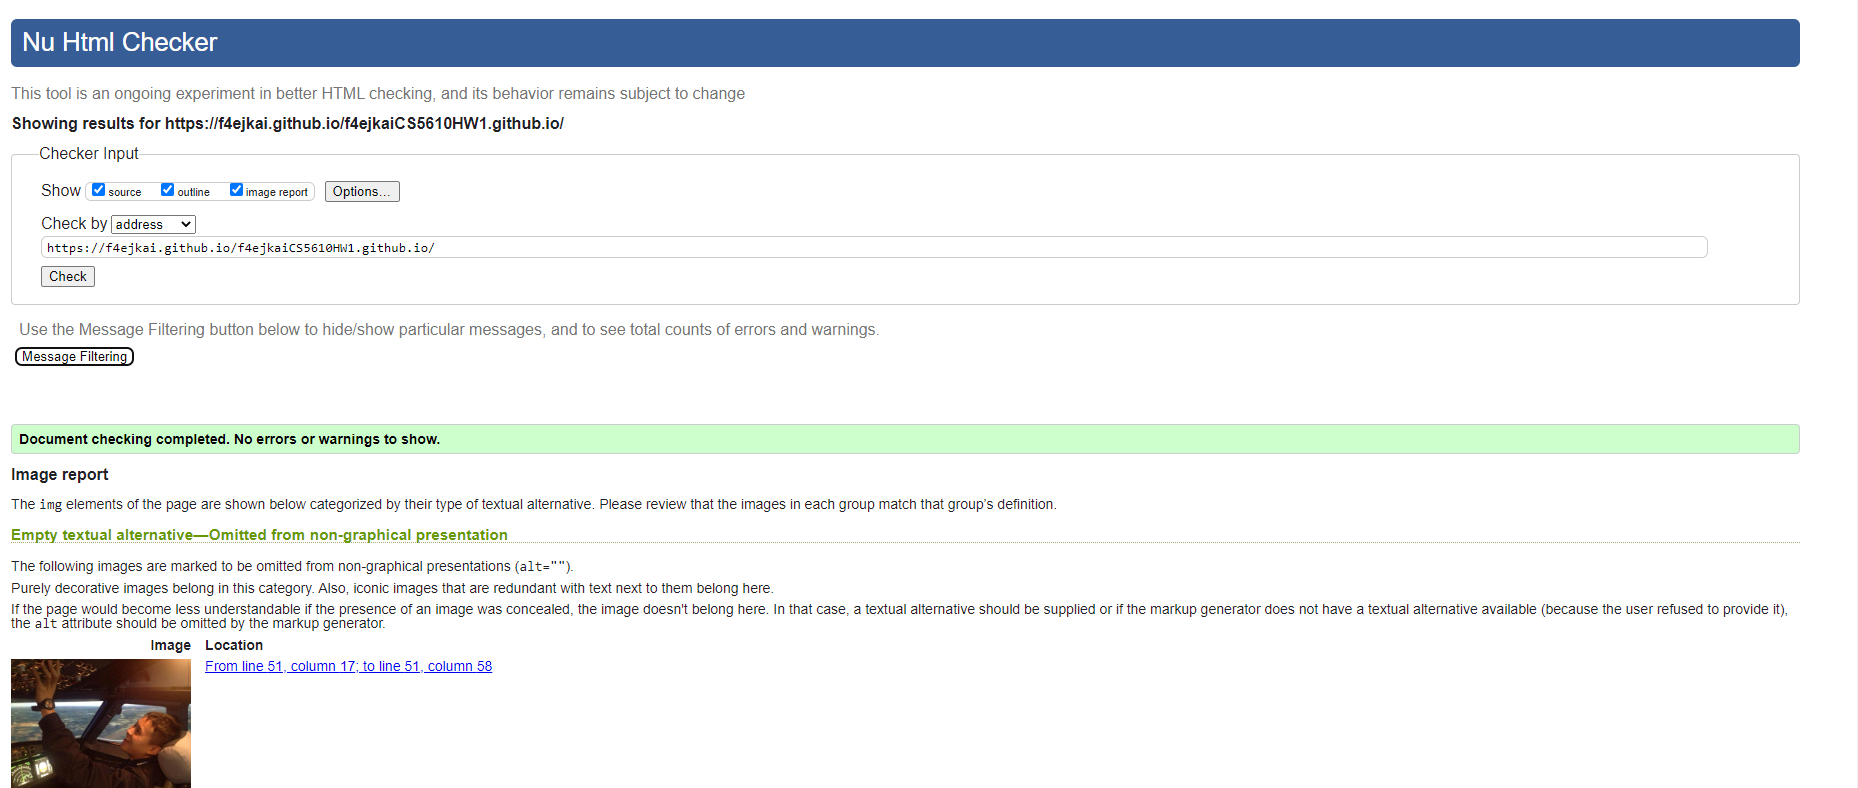 Nu Html Checker
This tool is an ongoing experiment in better HTML checking, and its behavior remains subject to change
Showing results for https://f4ejkai.github.io/f4ejkaiCS5610HW1.github.io/
Checker Input
Show source outline image report Options...
Check by address
https://f4ejkai.github.io/f4ejkaiCS5610HW1.github.io/
Check
Use the Message Filtering button below to hide/show particular messages, and to see total counts of errors and warnings.
Message Filtering
Document checking completed. No errors or warnings to show.
Image report
The img elements of the page are shown below categorized by their type of textual alternative. Please review that the images in each group match that group’s definition.
Empty textual alternative—Omitted from non-graphical presentation
The following images are marked to be omitted from non-graphical presentations (alt="").
Purely decorative images belong in this category. Also, iconic images that are redundant with text next to them belong here.
If the page would become less understandable if the presence of an image was concealed, the image doesn't belong here. In that case, a textual alternative should be supplied or if the markup generator does not have a textual alternative available (because the user refused to provide it),
the alt attribute should be omitted by the markup generator.
Image Location
From line 51, column 17; to line 51, column 58